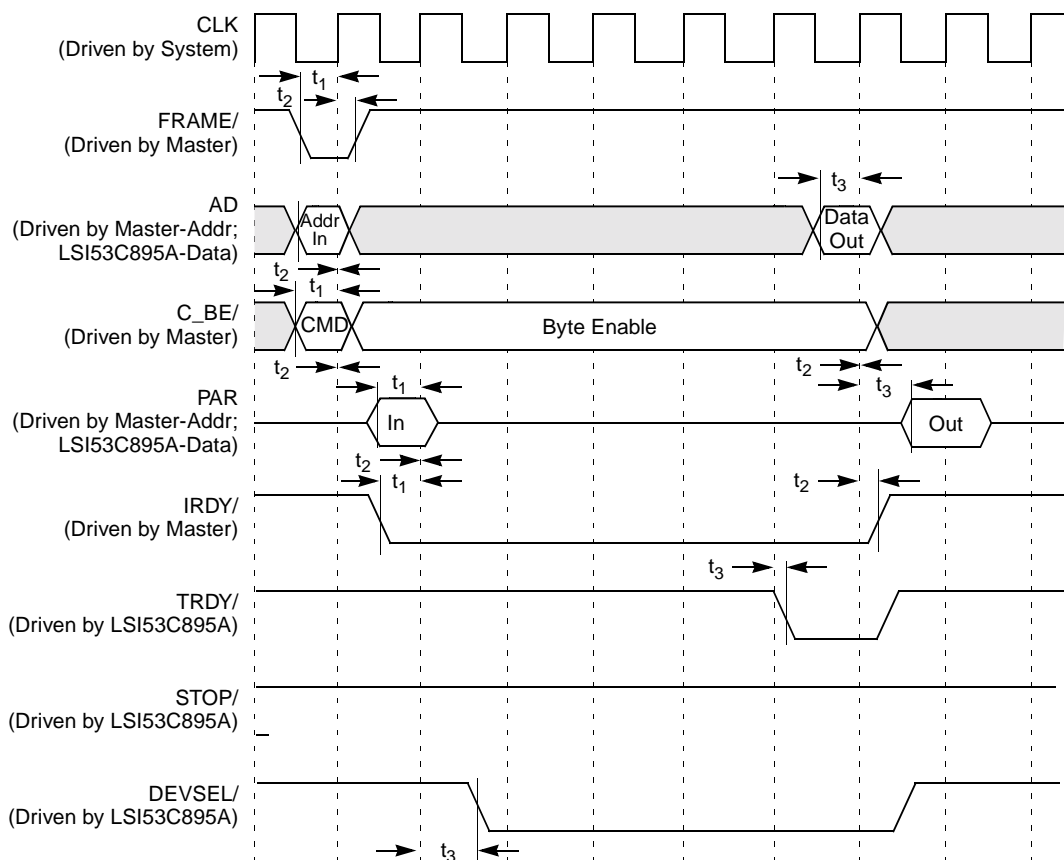 CLK
(Driven by System)
t1
t2
FRAME/
(Driven by Master)
t3
AD
(Driven by Master-Addr;
LSI53C895A-Data)
Addr
In
Data
Out
t2
t1
C_BE/
(Driven by Master)
CMD
Byte Enable
t2
t2
t1
t3
PAR
(Driven by Master-Addr;
LSI53C895A-Data)
In
Out
t2
t1
t2
IRDY/
(Driven by Master)
t3
TRDY/
(Driven by LSI53C895A)
STOP/
(Driven by LSI53C895A)
DEVSEL/
(Driven by LSI53C895A)
t3